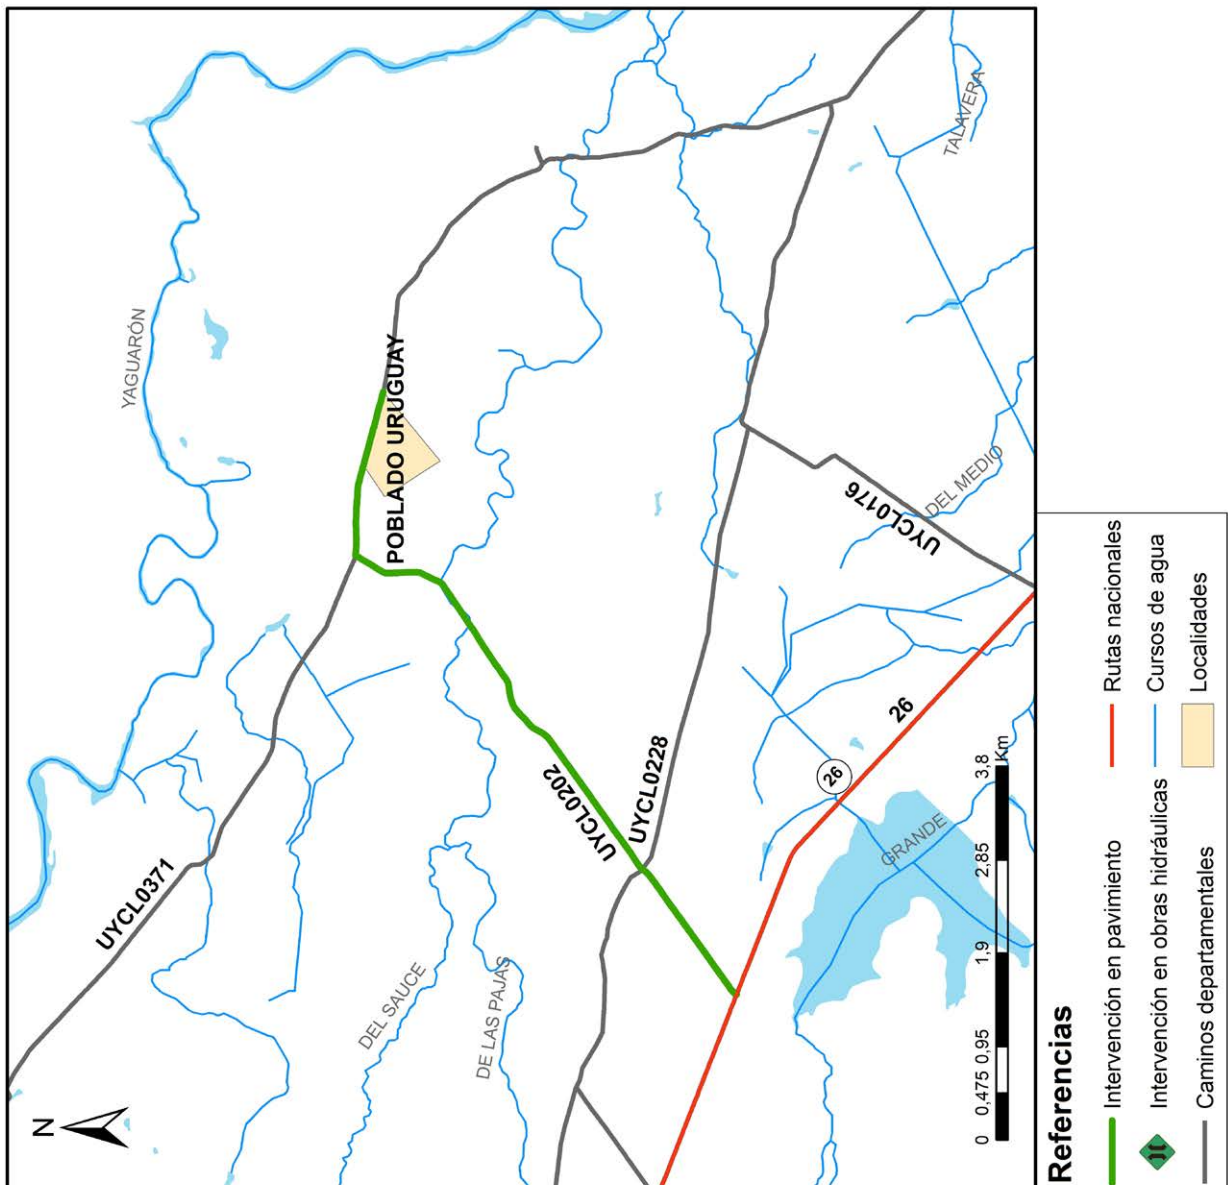 N
YAGUARÓN
TALAVERA
UYCL0371
POBLADO URUGUAY
DEL SAUCE
DE LAS PAJAS
UYCL0202
UYCL0228
UYCL0176
DEL MEDIO
26
26
GRANDE
0 0,475 0,95 1,9 2,85 3,8
Km
Referencias
Intervención en pavimiento
Intervención en obras hidráulicas
Caminos departamentales
Rutas nacionales
Cursos de agua
Localidades